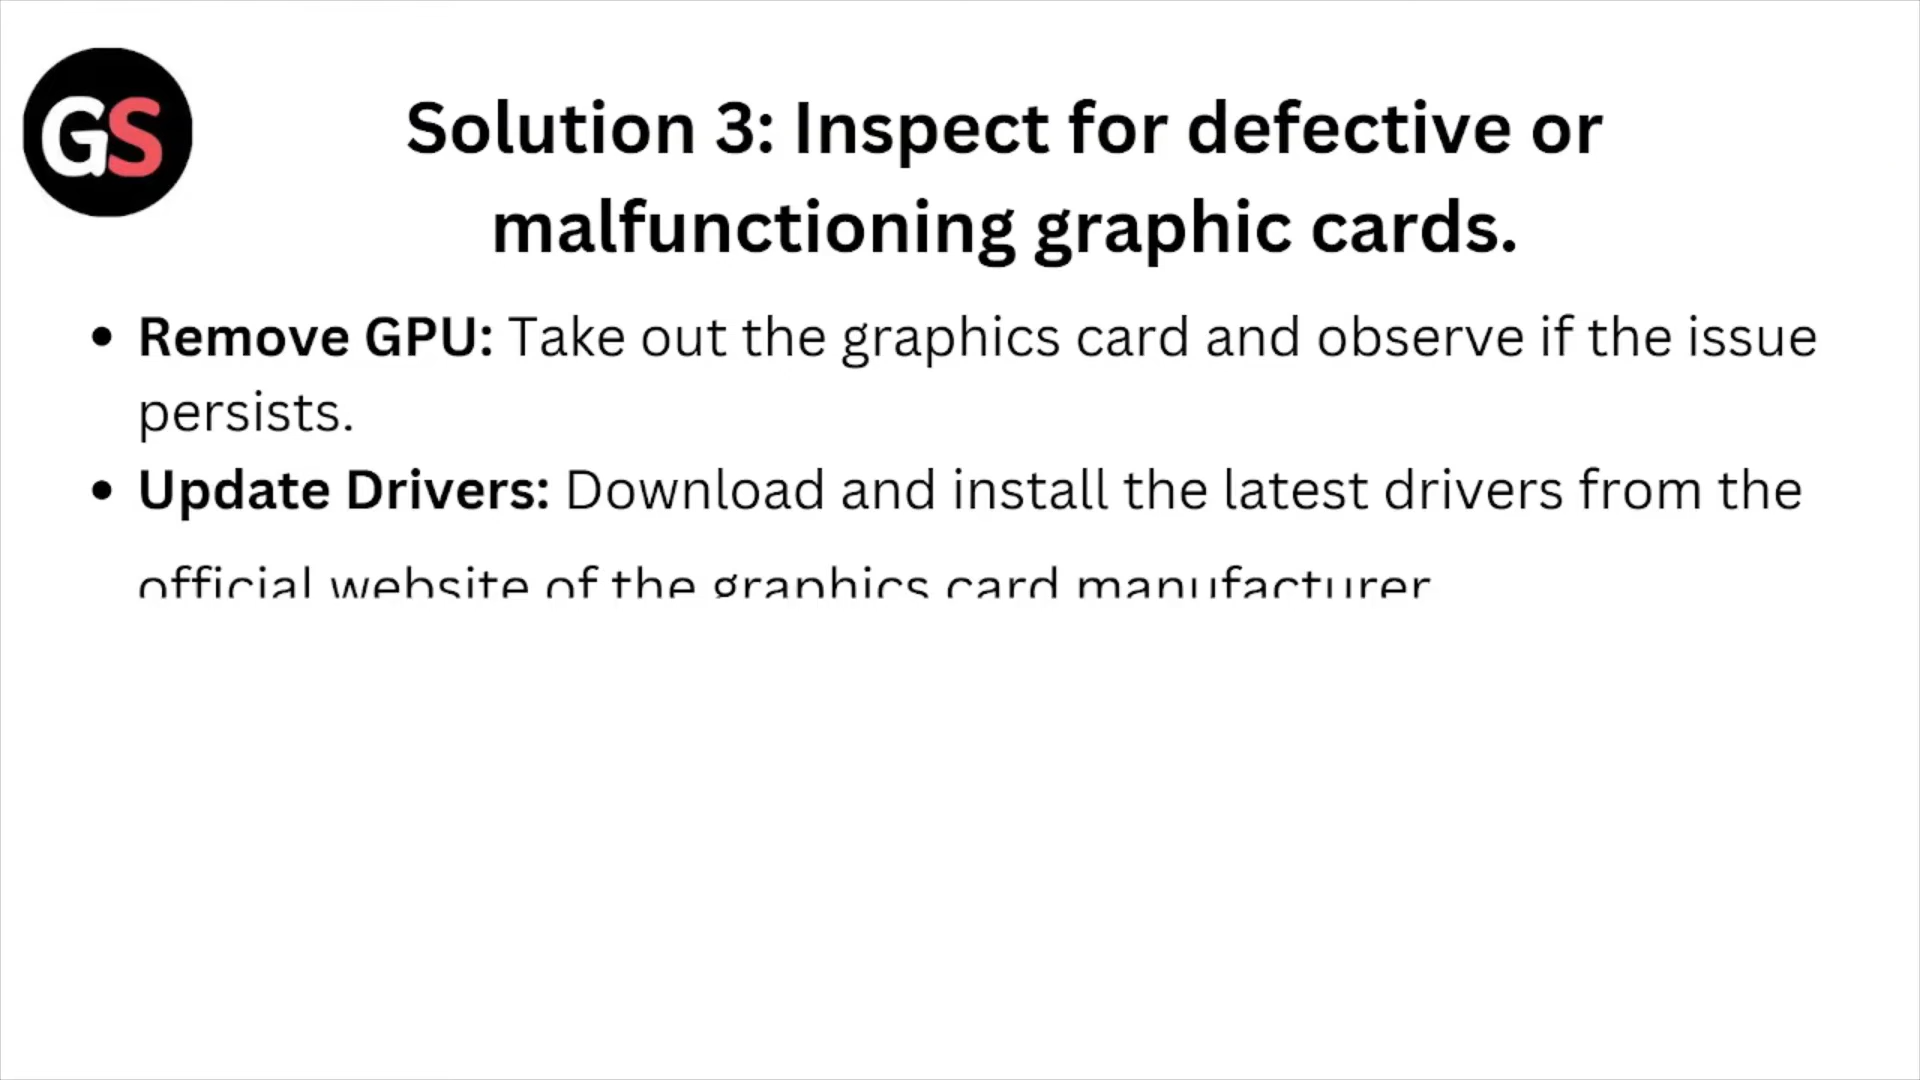 GS
Solution 3: Inspect for defective or
malfunctioning graphic cards.
• Remove GPU: Take out the graphics card and observe if the issue
persists.
• Update Drivers: Download and install the latest drivers from the
official website of the graphics card manufacturer